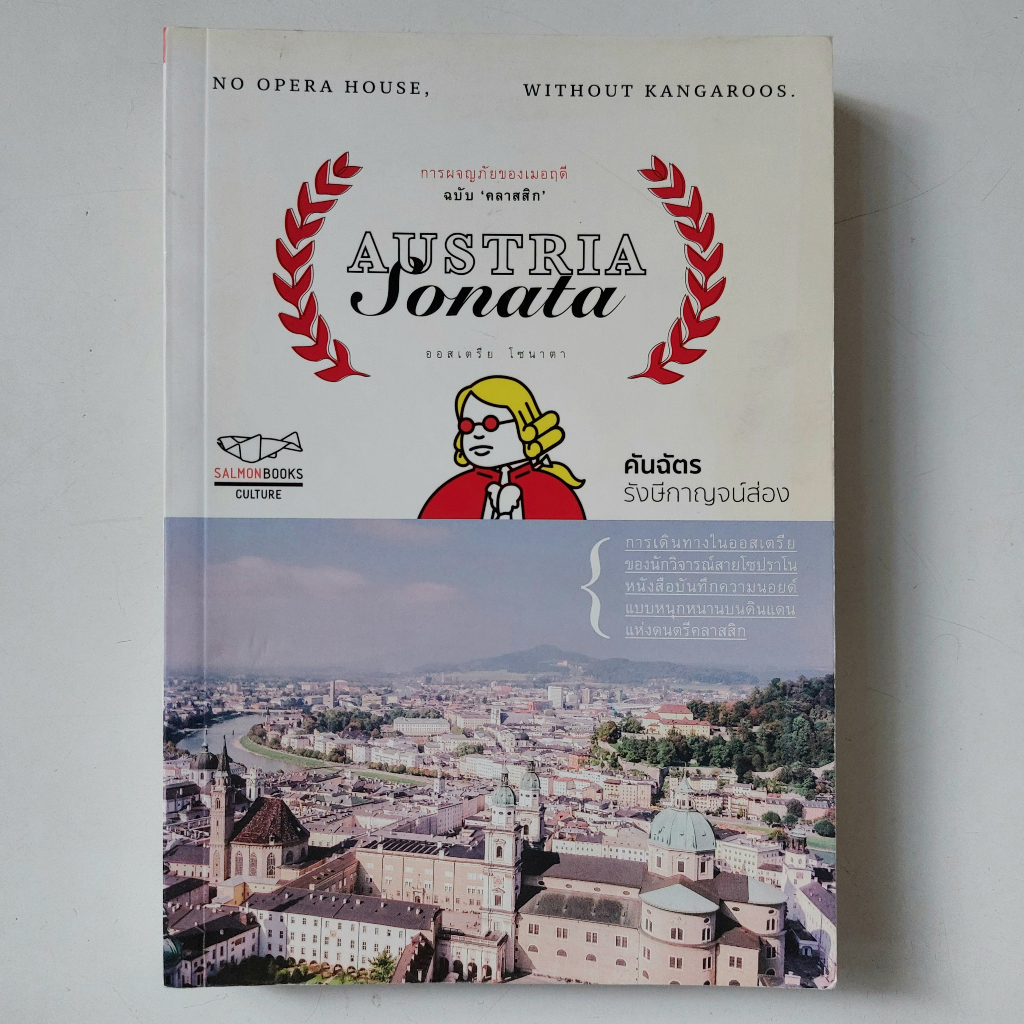 NO OPERA HOUSE, WITHOUT KANGAROOS.
การผจญภัยของเมอฤดี
ฉบับ ‘คลาสสิก’
AUSTRIA
Sonata
ออสเตรีย โซนาตา
SALMONBOOKS
CULTURE
คันฉัตร
รังษีกาญจน์ส่อง
การเดินทางในออสเตรีย
ของนักวิจารณ์สายโซปราโน
หนังสือบันทึกความนอยด์
แบบหนุกหนานบนดินแดน
แห่งดนตรีคลาสสิก